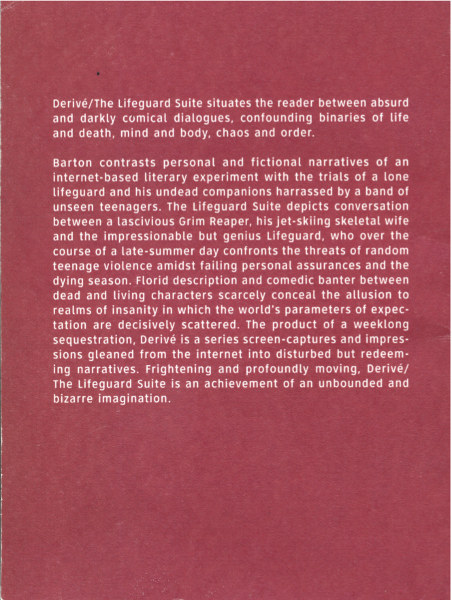 Derivé/The Lifeguard Suite situates the reader between absurd
and darkly comical dialogues, confounding binaries of life
and death, mind and body, chaos and order.
Barton contrasts personal and fictional narratives of an
internet-based literary experiment with the trials of a lone
lifeguard and his undead companions harrassed by a band of
unseen teenagers. The Lifeguard Suite depicts conversation
between a lascivious Grim Reaper, his jet-skiing skeletal wife
and the impressionable but genius Lifeguard, who over the
course of a late-summer day confronts the threats of random
teenage violence amidst failing personal assurances and the
dying season. Florid description and comedic banter between
dead and living characters scarcely conceal the allusion to
realms of insanity in which the world's parameters of expec-
tation are decisively scattered. The product of a weeklong
sequestration, Derivé is a series screen-captures and impres-
sions gleaned from the internet into disturbed but redeem-
ing narratives. Frightening and profoundly moving, Derivé/
The Lifeguard Suite is an achievement of an unbounded and
bizarre imagination.